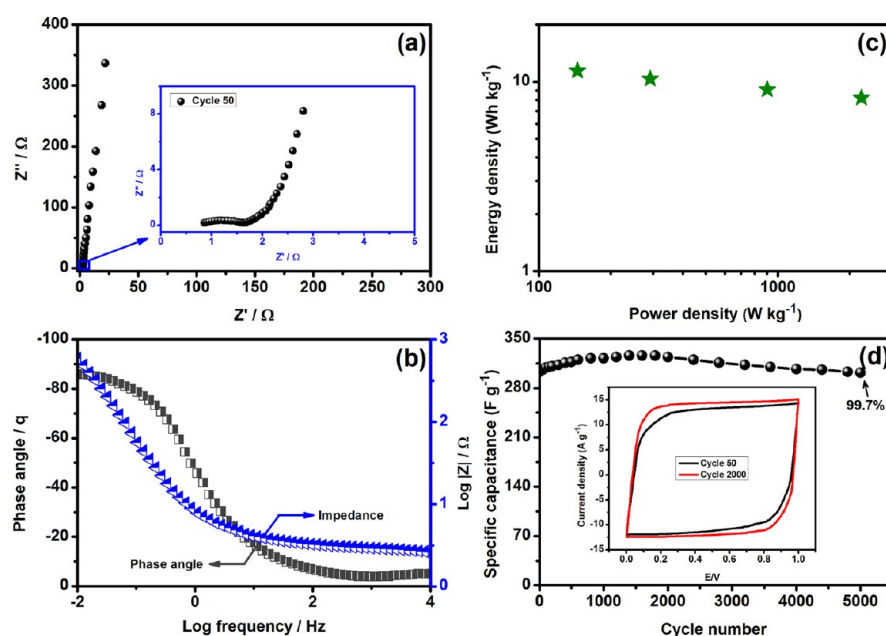 (a)
400
350
300
250
200
150
100
50
0
Z'' / Ω
0 50 100 150 200 250 300
Z' / Ω
Cycle 50
8
4
0
Z'' / Ω
0 1 2 3 4 5
Z' / Ω
(c)
10
1
Energy density (Wh kg-1)
100 1000
Power density (W kg-1)
(b)
-100
-80
-60
-40
-20
0
Phase angle / q
-2 0 2 4
Log frequency / Hz
3
2
1
0
Log |Z| / Ω
Impedance
Phase angle
(d)
350
280
210
140
70
0
Specific capacitance (F g-1)
0 1000 2000 3000 4000 5000
Cycle number
99.7%
15
10
5
0
-5
-10
-15
Current density (A g-1)
Cycle 50
Cycle 2000
0.0 0.2 0.4 0.6 0.8 1.0
E/V